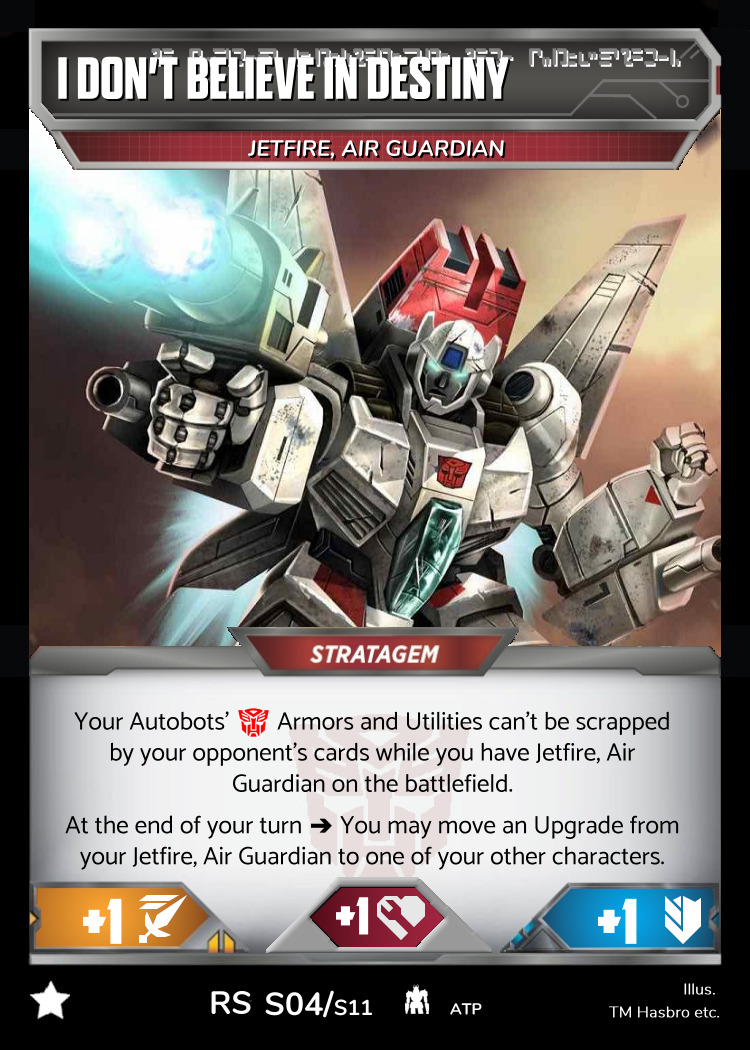 I DON'T BELIEVE IN DESTINY
JETFIRE, AIR GUARDIAN
STRATAGEM
Your Autobots' Armors and Utilities can't be scrapped
by your opponent's cards while you have Jetfire, Air
Guardian on the battlefield.
At the end of your turn ➔ You may move an Upgrade from
your Jetfire, Air Guardian to one of your other characters.
+1 +1 +1
RS S04/S11 ATP
Illus.
TM Hasbro etc.